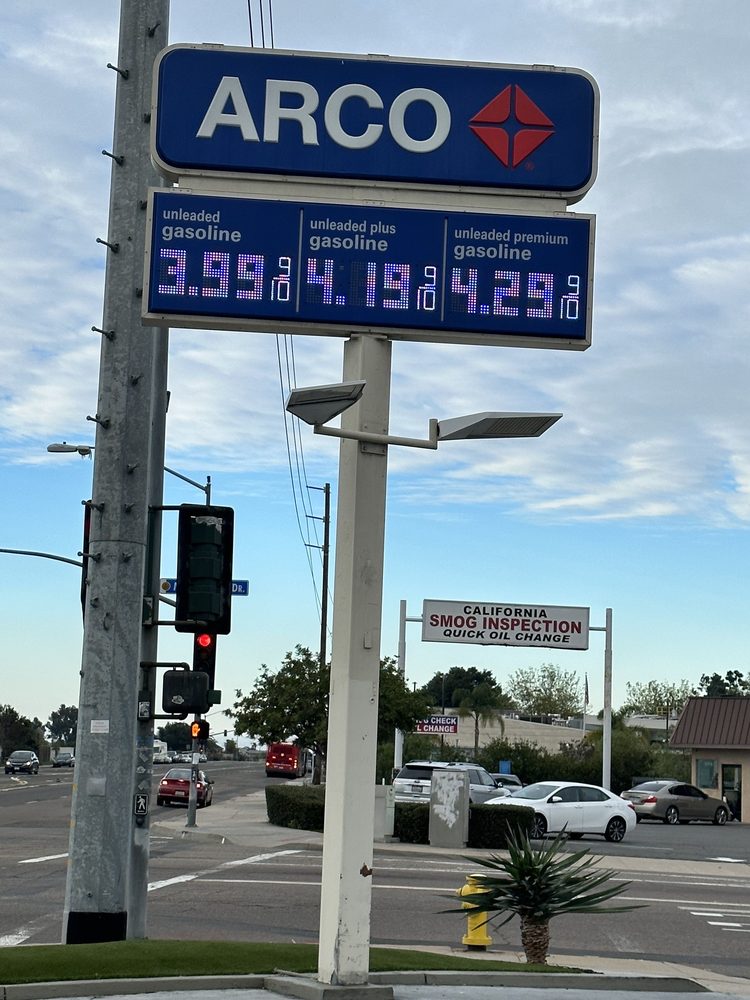 ARCO
unleaded
gasoline
3.99 9/10
unleaded plus
gasoline
4.19 9/10
unleaded premium
gasoline
4.29 9/10
DR.
CALIFORNIA
SMOG INSPECTION
QUICK OIL CHANGE
CHECK
L CHANGE